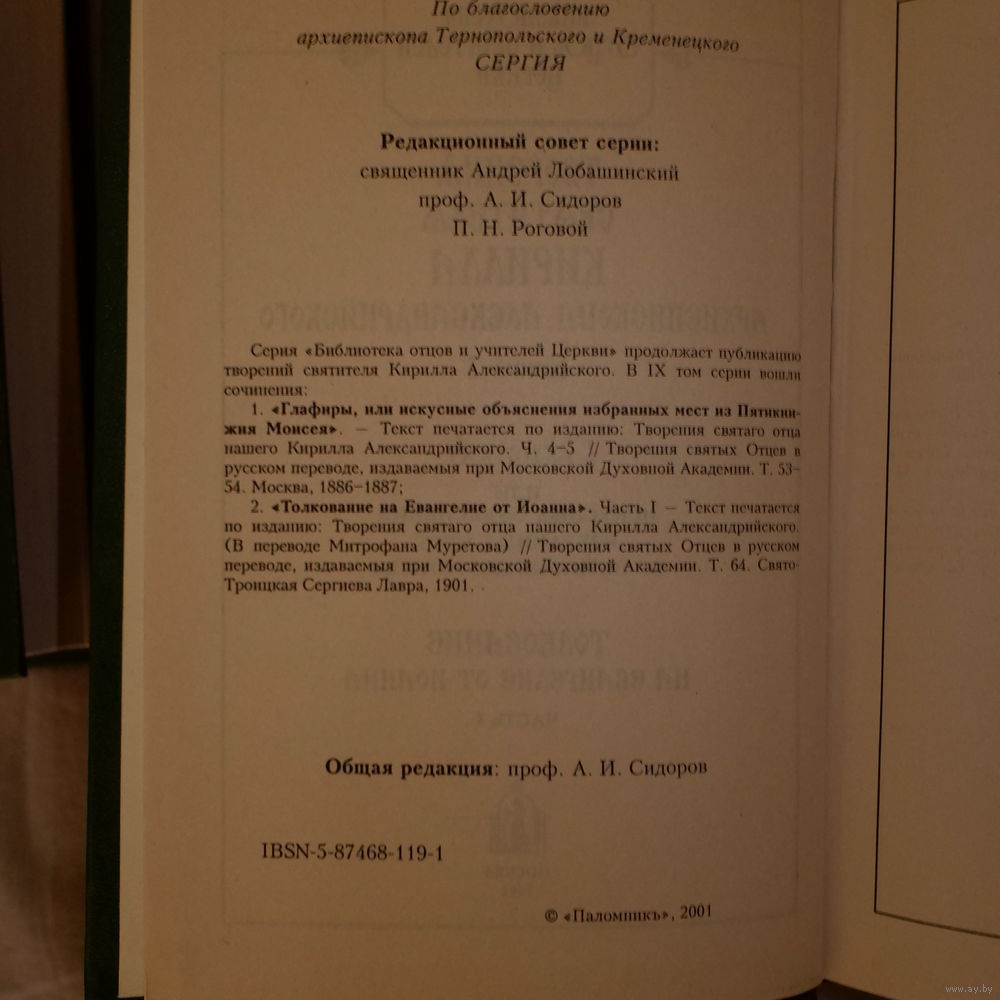 По благословению
архиепископа Тернопольского и Кременецкого
СЕРГИЯ
Редакционный совет серии:
священник Андрей Лобашинский
проф. А. И. Сидоров
П. Н. Роговой
Серия «Библиотека отцов и учителей Церкви» продолжает публикацию
творений святителя Кирилла Александрийского. В IX том серии вошли
сочинения:
1. «Глафиры, или искусные объяснения избранных мест из Пятикни-
жия Моисея». — Текст печатается по изданию: Творения святаго отца
нашего Кирилла Александрийского. Ч. 4–5 // Творения святых Отцев в
русском переводе, издаваемыя при Московской Духовной Академии. Т. 53–
54. Москва, 1886–1887;
2. «Толкование на Евангелие от Иоанна». Часть I — Текст печатается
по изданию: Творения святаго отца нашего Кирилла Александрийского.
(В переводе Митрофана Муретова) // Творения святых Отцев в русском
переводе, издаваемыя при Московской Духовной Академии. Т. 64. Свято-
Троицкая Сергиева Лавра, 1901.
Общая редакция: проф. А. И. Сидоров
IBSN-5-87468-119-1
© «Паломникъ», 2001
www.ay.by